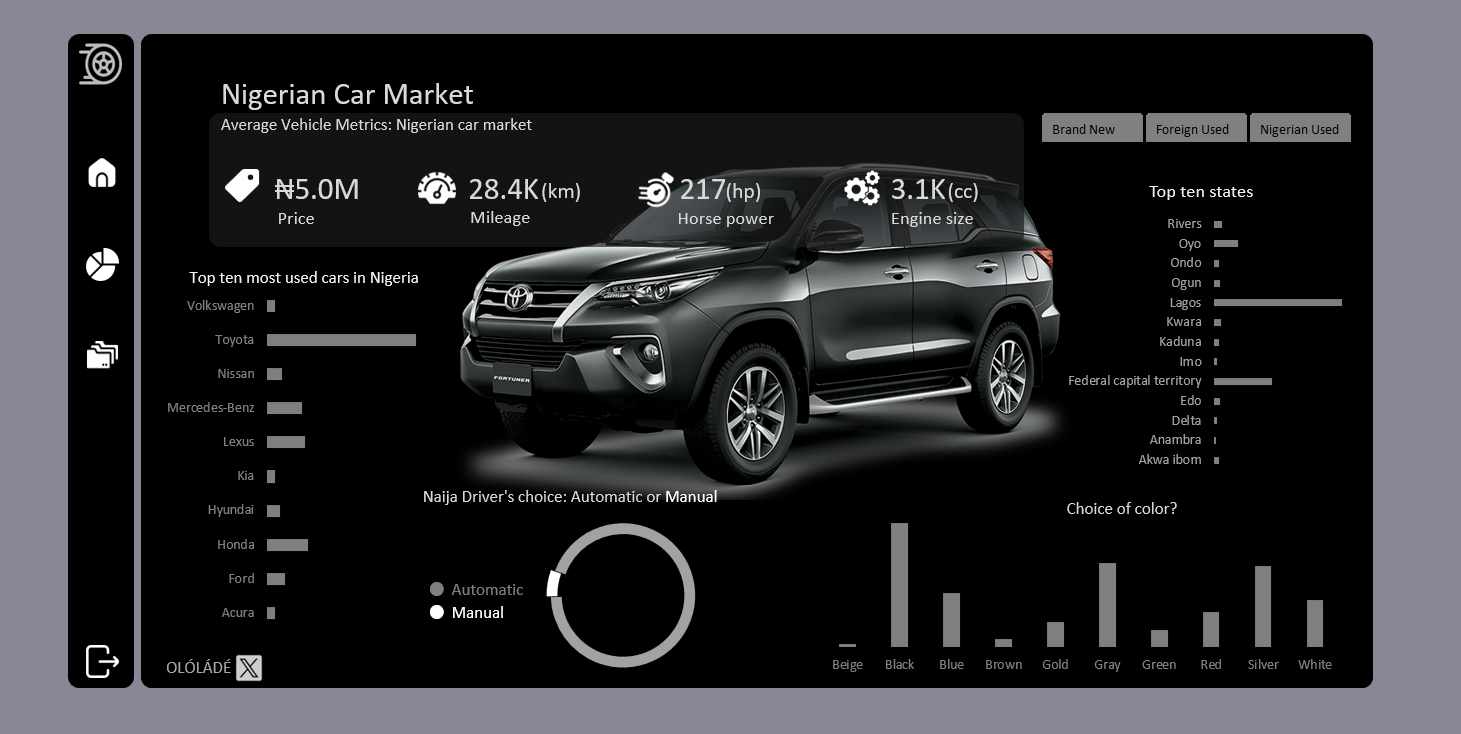 Nigerian Car Market
Average Vehicle Metrics: Nigerian car market
₦5.0M
Price
28.4K(km)
Mileage
217(hp)
Horse power
3.1K(cc)
Engine size
Brand New
Foreign Used
Nigerian Used
Top ten most used cars in Nigeria
Volkswagen
Toyota
Nissan
Mercedes-Benz
Lexus
Kia
Hyundai
Honda
Ford
Acura
FORTUNER
Top ten states
Rivers
Oyo
Ondo
Ogun
Lagos
Kwara
Kaduna
Imo
Federal capital territory
Edo
Delta
Anambra
Akwa ibom
Naija Driver's choice: Automatic or Manual
Automatic
Manual
Choice of color?
Beige Black Blue Brown Gold Gray Green Red Silver White
OLÓLÁDÉ X